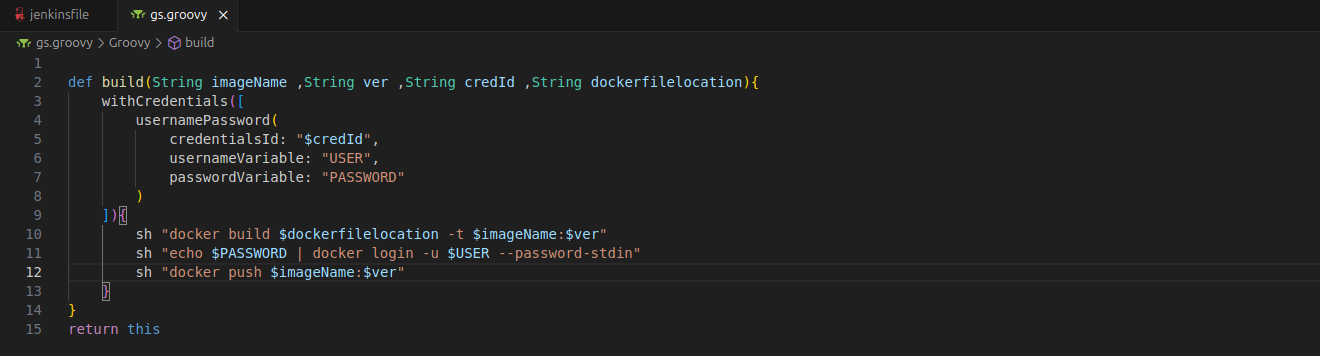 jenkinsfile gs.groovy ×
gs.groovy > Groovy > build
1
2 def build(String imageName ,String ver ,String credId ,String dockerfilelocation){
3     withCredentials([
4         usernamePassword(
5             credentialsId: "$credId",
6             usernameVariable: "USER",
7             passwordVariable: "PASSWORD"
8         )
9     ]){
10         sh "docker build $dockerfilelocation -t $imageName:$ver"
11         sh "echo $PASSWORD | docker login -u $USER --password-stdin"
12         sh "docker push $imageName:$ver"
13     }
14 }
15 return this